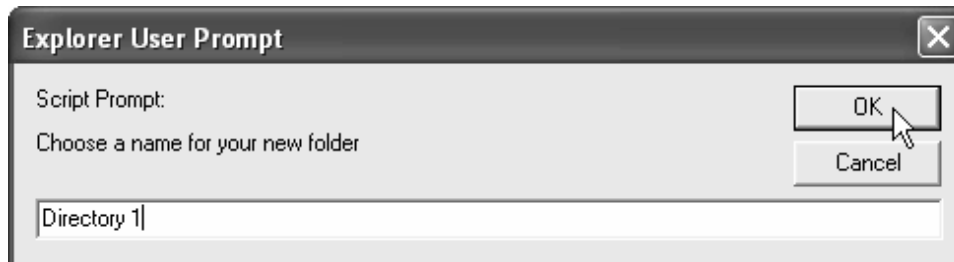 Explorer User Prompt
Script Prompt:
OK
Choose a name for your new folder
Cancel
Directory 1